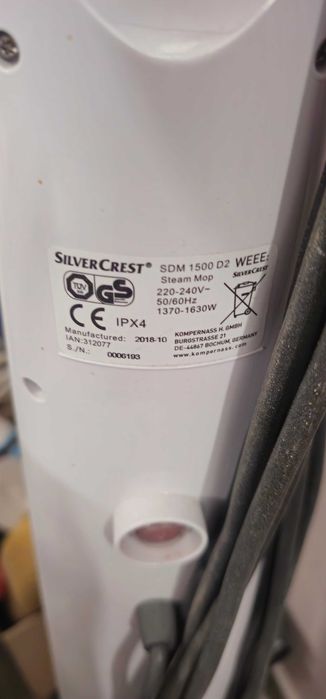 SILVERCREST® SDM 1500 D2 WEEE:
Steam Mop SILVERCREST
220-240V~
50/60Hz
1370-1630W
TÜV
GS
CE IPX4
Manufactured: 2018-10
IAN:312077
S./N.: 0006193
KOMPERNASS H. GMBH
BURGSTRASSE 21
DE-44867 BOCHUM, GERMANY
www.kompernass.com